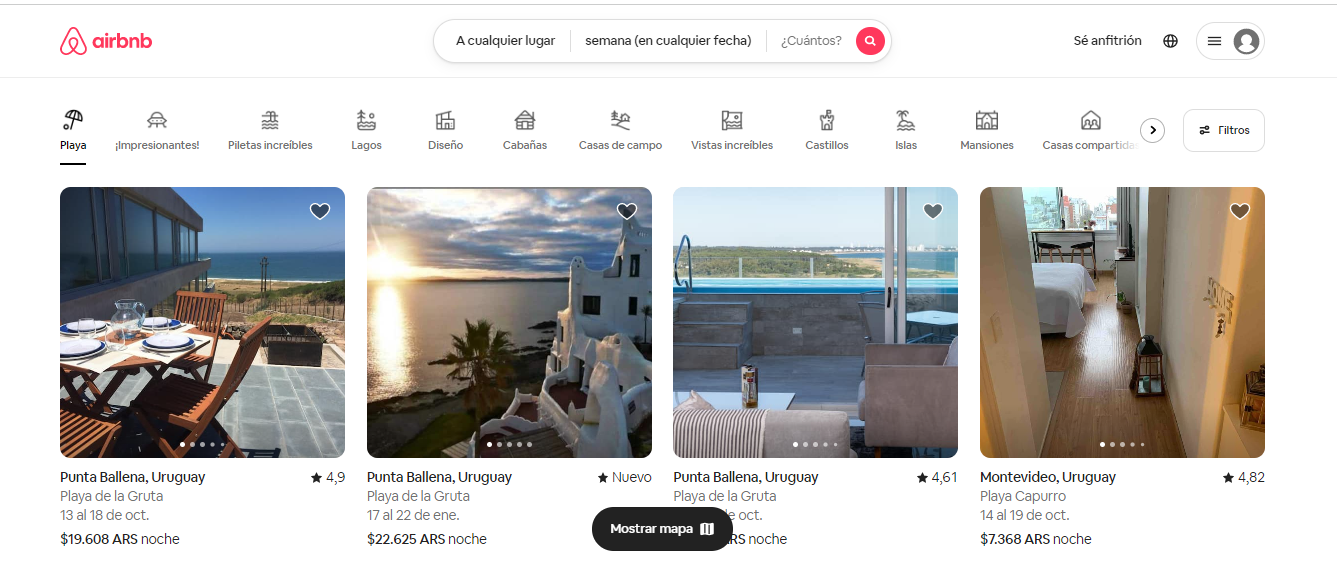 airbnb
A cualquier lugar
semana (en cualquier fecha)
¿Cuántos?
Sé anfitrión
Playa
¡Impresionantes!
Piletas increíbles
Lagos
Diseño
Cabañas
Casas de campo
Vistas increíbles
Castillos
Islas
Mansiones
Casas compartidas
Filtros
Punta Ballena, Uruguay ★ 4,9
Playa de la Gruta
13 al 18 de oct.
$19.608 ARS noche
Punta Ballena, Uruguay ★ Nuevo
Playa de la Gruta
17 al 22 de ene.
$22.625 ARS noche
Punta Ballena, Uruguay ★ 4,61
Playa de la Gruta
de oct.
ARS noche
Montevideo, Uruguay ★ 4,82
Playa Capurro
14 al 19 de oct.
$7.368 ARS noche
Mostrar mapa